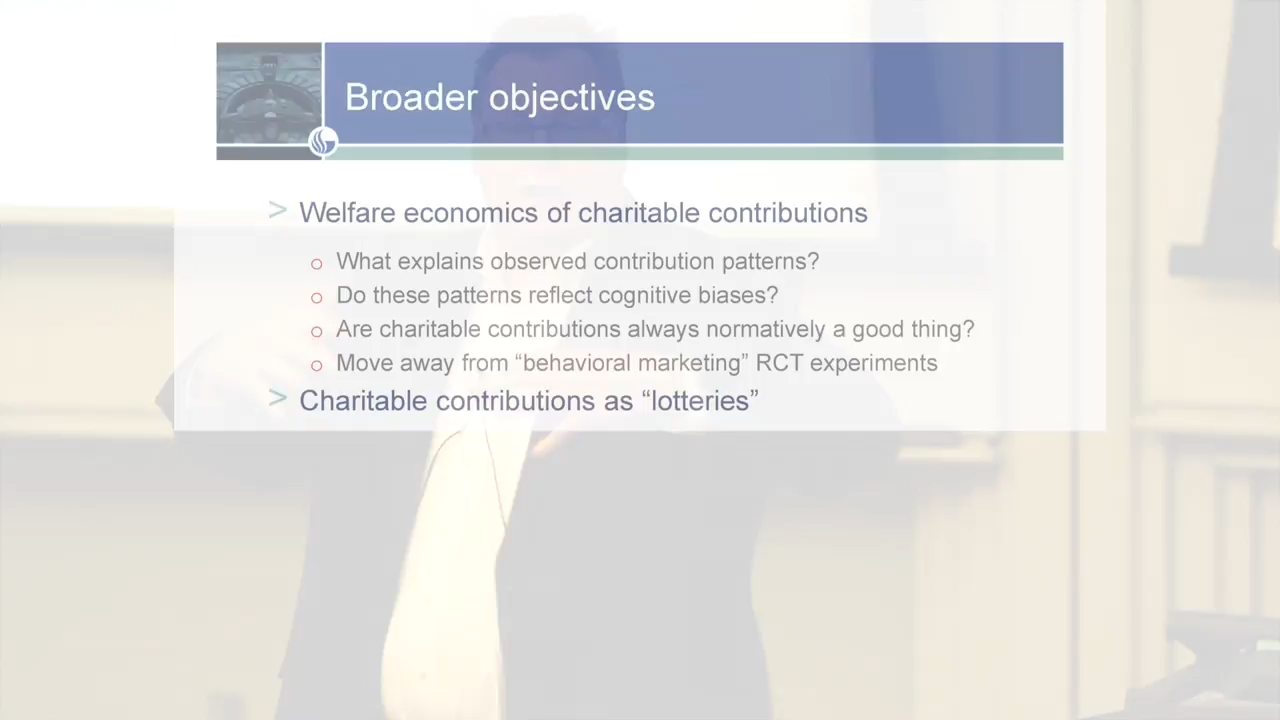 Broader objectives
> Welfare economics of charitable contributions
o What explains observed contribution patterns?
o Do these patterns reflect cognitive biases?
o Are charitable contributions always normatively a good thing?
o Move away from “behavioral marketing” RCT experiments
> Charitable contributions as “lotteries”